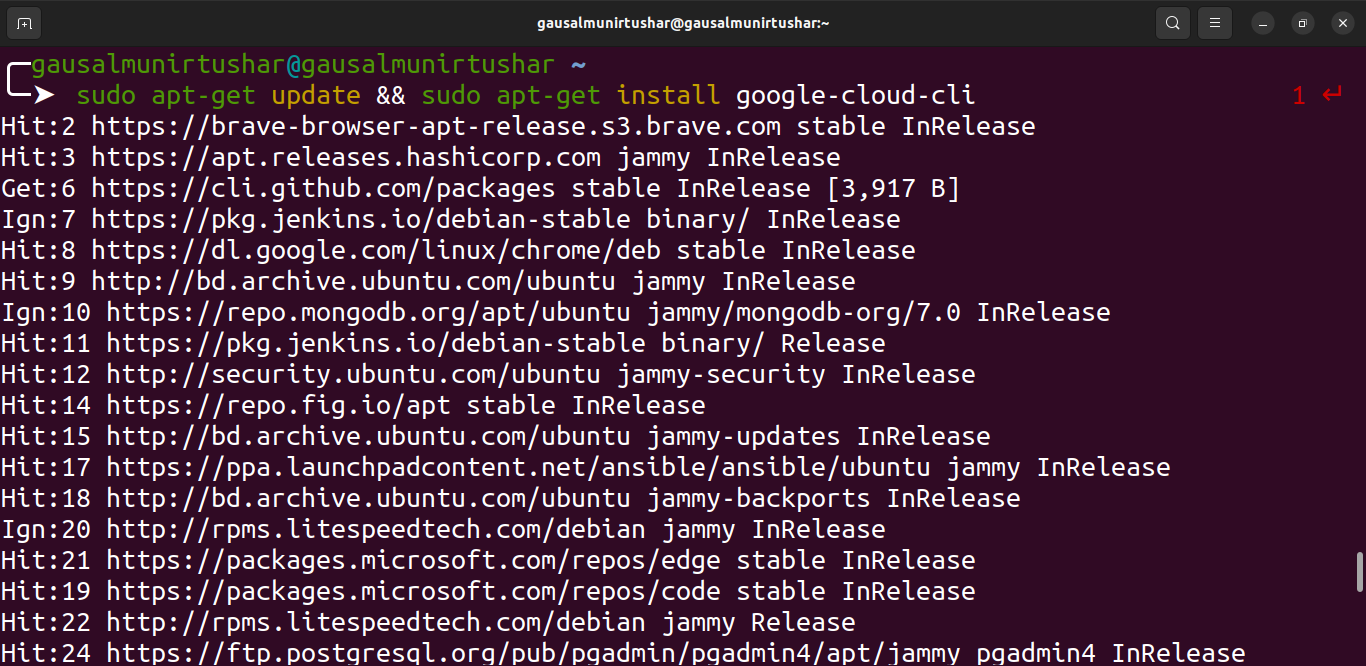 gausalmunirtushar@gausalmunirtushar:~
gausalmunirtushar@gausalmunirtushar ~
➤ sudo apt-get update && sudo apt-get install google-cloud-cli 1 ↵
Hit:2 https://brave-browser-apt-release.s3.brave.com stable InRelease
Hit:3 https://apt.releases.hashicorp.com jammy InRelease
Get:6 https://cli.github.com/packages stable InRelease [3,917 B]
Ign:7 https://pkg.jenkins.io/debian-stable binary/ InRelease
Hit:8 https://dl.google.com/linux/chrome/deb stable InRelease
Hit:9 http://bd.archive.ubuntu.com/ubuntu jammy InRelease
Ign:10 https://repo.mongodb.org/apt/ubuntu jammy/mongodb-org/7.0 InRelease
Hit:11 https://pkg.jenkins.io/debian-stable binary/ Release
Hit:12 http://security.ubuntu.com/ubuntu jammy-security InRelease
Hit:14 https://repo.fig.io/apt stable InRelease
Hit:15 http://bd.archive.ubuntu.com/ubuntu jammy-updates InRelease
Hit:17 https://ppa.launchpadcontent.net/ansible/ansible/ubuntu jammy InRelease
Hit:18 http://bd.archive.ubuntu.com/ubuntu jammy-backports InRelease
Ign:20 http://rpms.litespeedtech.com/debian jammy InRelease
Hit:21 https://packages.microsoft.com/repos/edge stable InRelease
Hit:19 https://packages.microsoft.com/repos/code stable InRelease
Hit:22 http://rpms.litespeedtech.com/debian jammy Release
Hit:24 https://ftp.postgresql.org/pub/pgadmin/pgadmin4/apt/jammy pgadmin4 InRelease